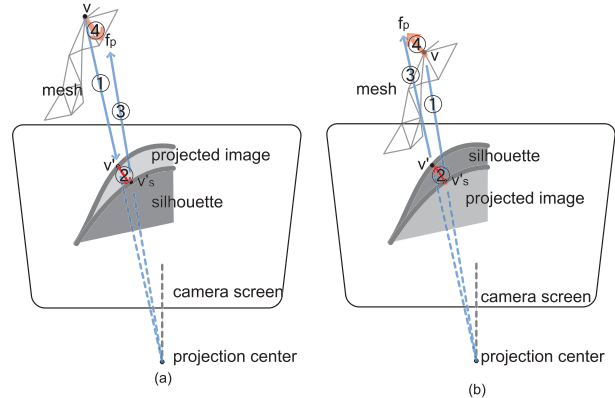 v
④
fp
mesh
①
③
v'
②
v's
projected image
silhouette
camera screen
projection center
(a)
fp
④
v
③
mesh
①
v'
②
v's
silhouette
projected image
camera screen
projection center
(b)